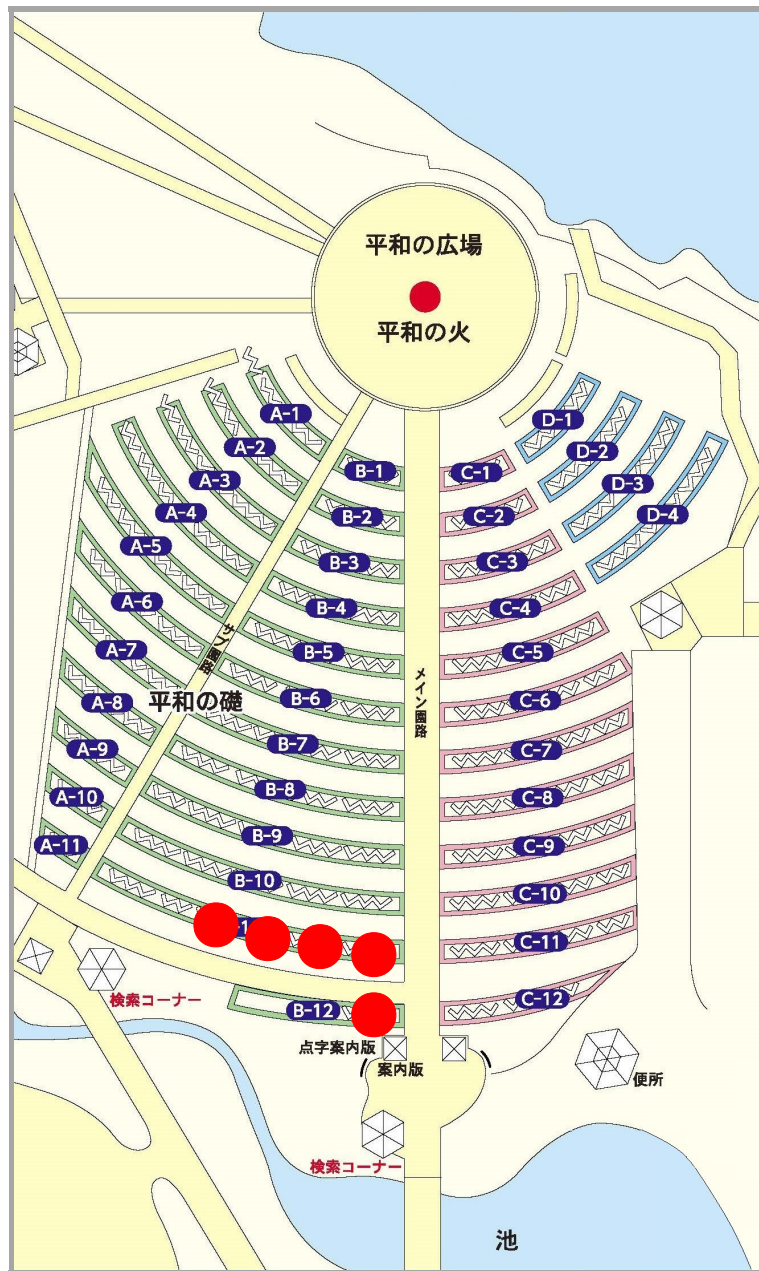 平和の広場
平和の火
A-1
A-2
A-3
A-4
A-5
A-6
A-7
A-8
A-9
A-10
A-11
B-1
B-2
B-3
B-4
B-5
B-6
B-7
B-8
B-9
B-10
B-12
C-1
C-2
C-3
C-4
C-5
C-6
C-7
C-8
C-9
C-10
C-11
C-12
D-1
D-2
D-3
D-4
サブ園路
メイン園路
平和の礎
検索コーナー
点字案内版
案内版
便所
検索コーナー
池